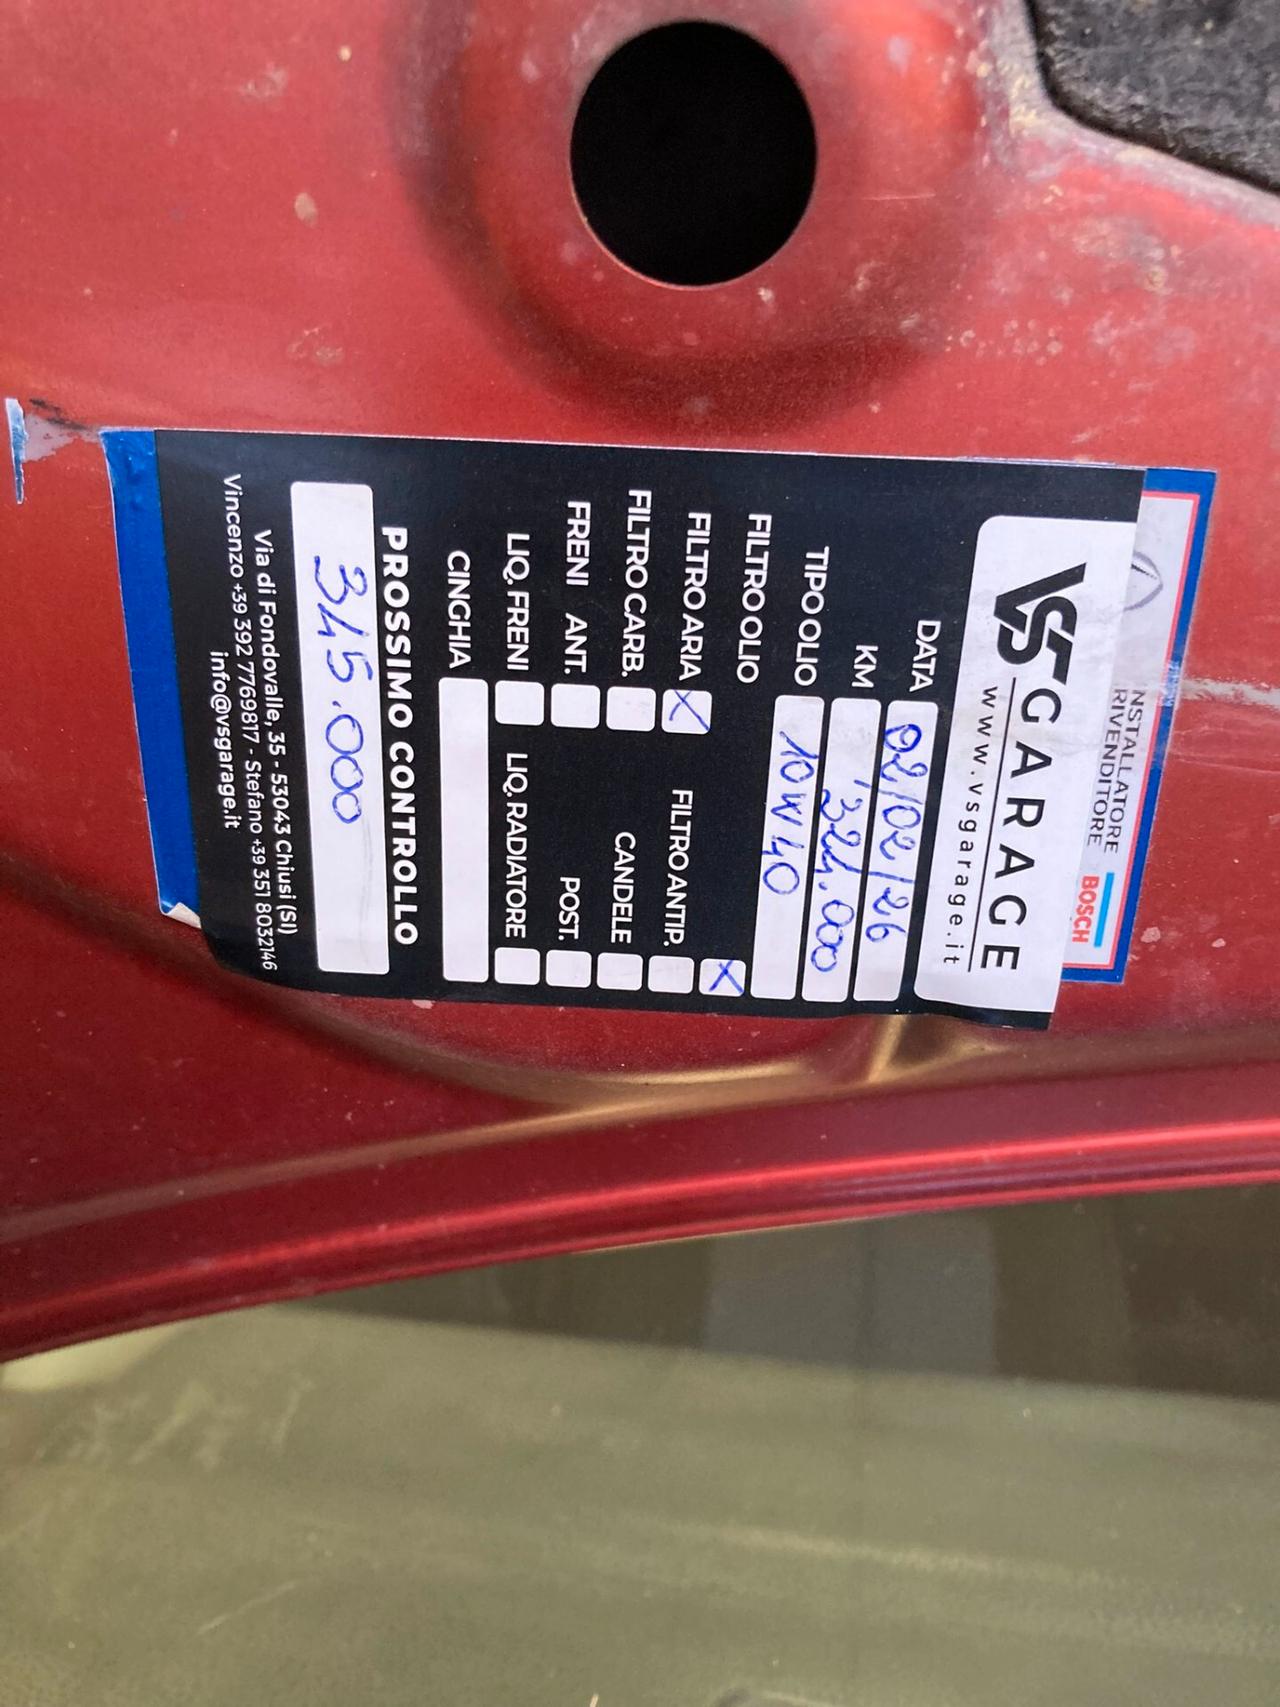 NSTALLATORE
RIVENDITORE
BOSCH
VS GARAGE
www.vsgarage.it
DATA 02/02/26
KM 324.000
TIPO OLIO 10W40
FILTRO OLIO X
FILTRO ARIA X FILTRO ANTIP.
FILTRO CARB. CANDELE
FRENI ANT. POST.
LIQ. FRENI LIQ. RADIATORE
CINGHIA
PROSSIMO CONTROLLO
345.000
Via di Fondovalle, 35 - 53043 Chiusi (SI)
Vincenzo +39 392 7769817 - Stefano +39 351 8032146
info@vsgarage.it